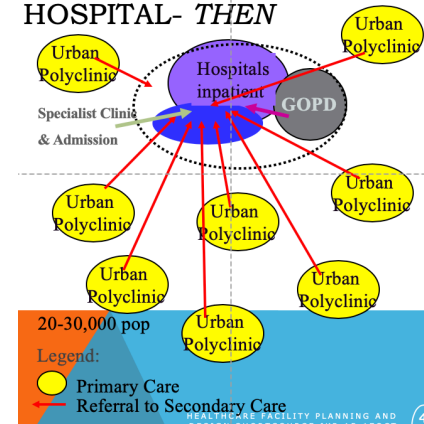 HOSPITAL- THEN
Urban
Polyclinic
Urban
Polyclinic
Hospitals
inpatient
GOPD
Specialist Clinic
& Admission
Urban
Polyclinic
Urban
Polyclinic
Urban
Polyclinic
Urban
Polyclinic
Urban
Polyclinic
Urban
Polyclinic
20-30,000 pop
Legend:
Primary Care
Referral to Secondary Care
HEALTHCARE FACILITY PLANNING AND